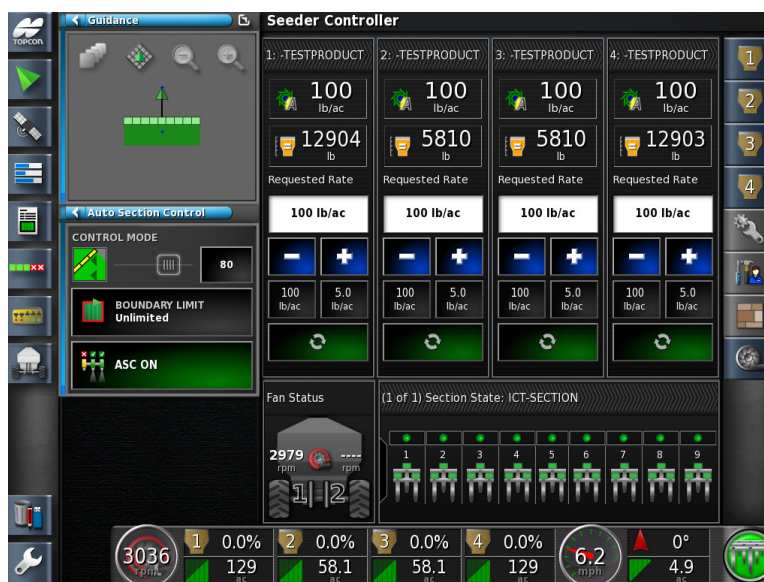 TOPCON
Guidance
Seeder Controller
1: -TESTPRODUCT
2: -TESTPRODUCT
3: -TESTPRODUCT
4: -TESTPRODUCT
100
lb/ac
100
lb/ac
100
lb/ac
100
lb/ac
12904
lb
5810
lb
5810
lb
12903
lb
Requested Rate
Requested Rate
Requested Rate
Requested Rate
100 lb/ac
100 lb/ac
100 lb/ac
100 lb/ac
100
lb/ac
5.0
lb/ac
100
lb/ac
5.0
lb/ac
100
lb/ac
5.0
lb/ac
100
lb/ac
5.0
lb/ac
1
2
3
4
Auto Section Control
CONTROL MODE
80
BOUNDARY LIMIT
Unlimited
ASC ON
Fan Status
2979
rpm
----
rpm
1 2
(1 of 1) Section State: ICT-SECTION
1 2 3 4 5 6 7 8 9
3036
rpm
1 0.0%
129
ac
2 0.0%
58.1
ac
3 0.0%
58.1
ac
4 0.0%
129
ac
6.2
mph
0°
4.9
ac